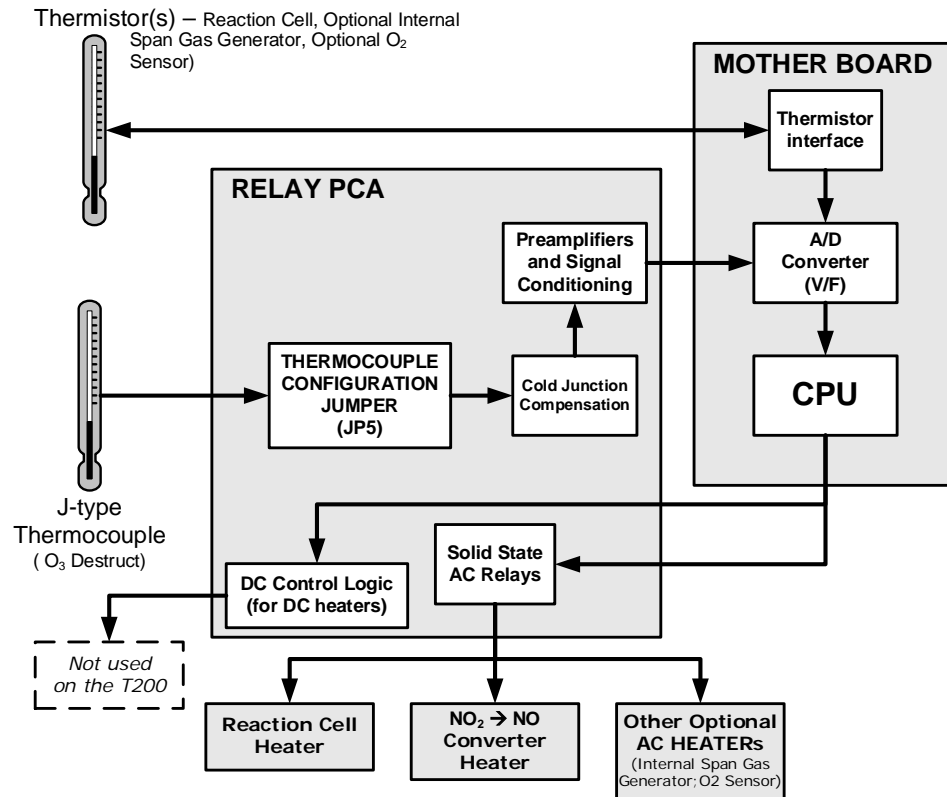 Thermistor(s) – Reaction Cell, Optional Internal
Span Gas Generator, Optional O₂
Sensor)
MOTHER BOARD
Thermistor
interface
RELAY PCA
Preamplifiers
and Signal
Conditioning
A/D
Converter
(V/F)
THERMOCOUPLE
CONFIGURATION
JUMPER
(JP5)
Cold Junction
Compensation
CPU
J-type
Thermocouple
( O₃ Destruct)
Solid State
AC Relays
DC Control Logic
(for DC heaters)
Not used
on the T200
Reaction Cell
Heater
NO₂ → NO
Converter
Heater
Other Optional
AC HEATERs
(Internal Span Gas
Generator; O2 Sensor)